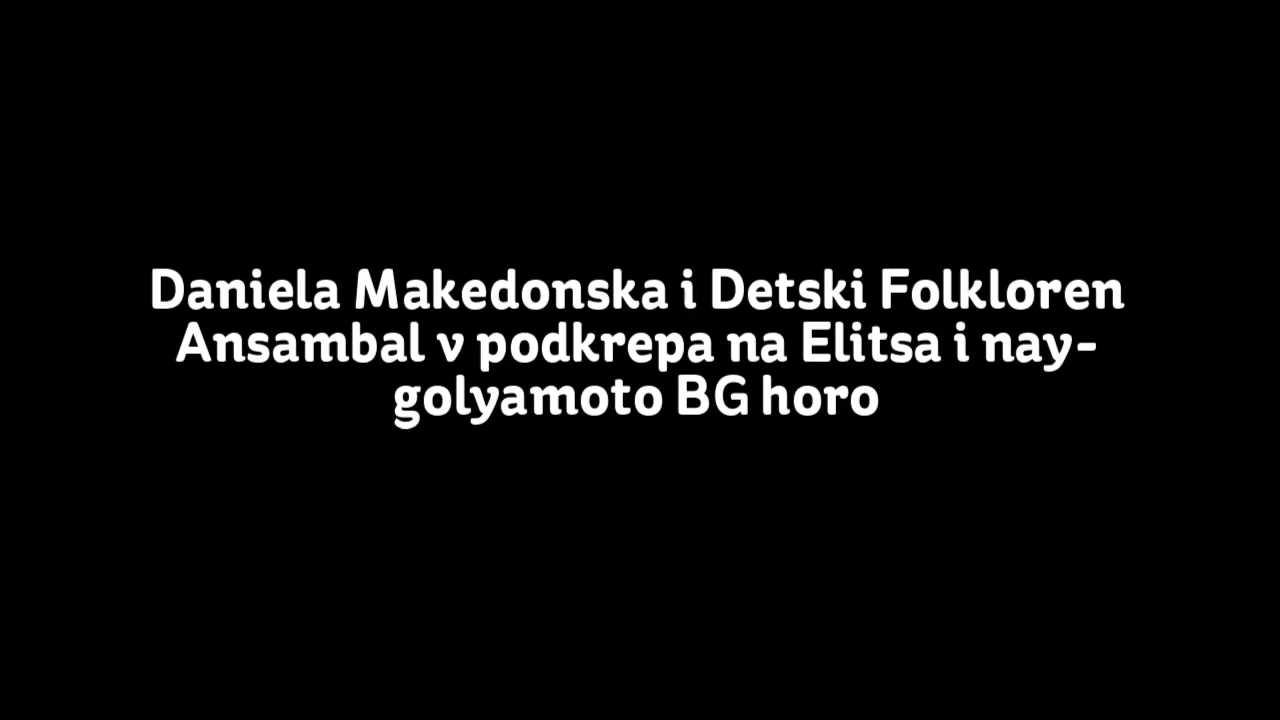 Daniela Makedonska i Detski Folkloren
Ansambal v podkrepa na Elitsa i nay-
golyamoto BG horo